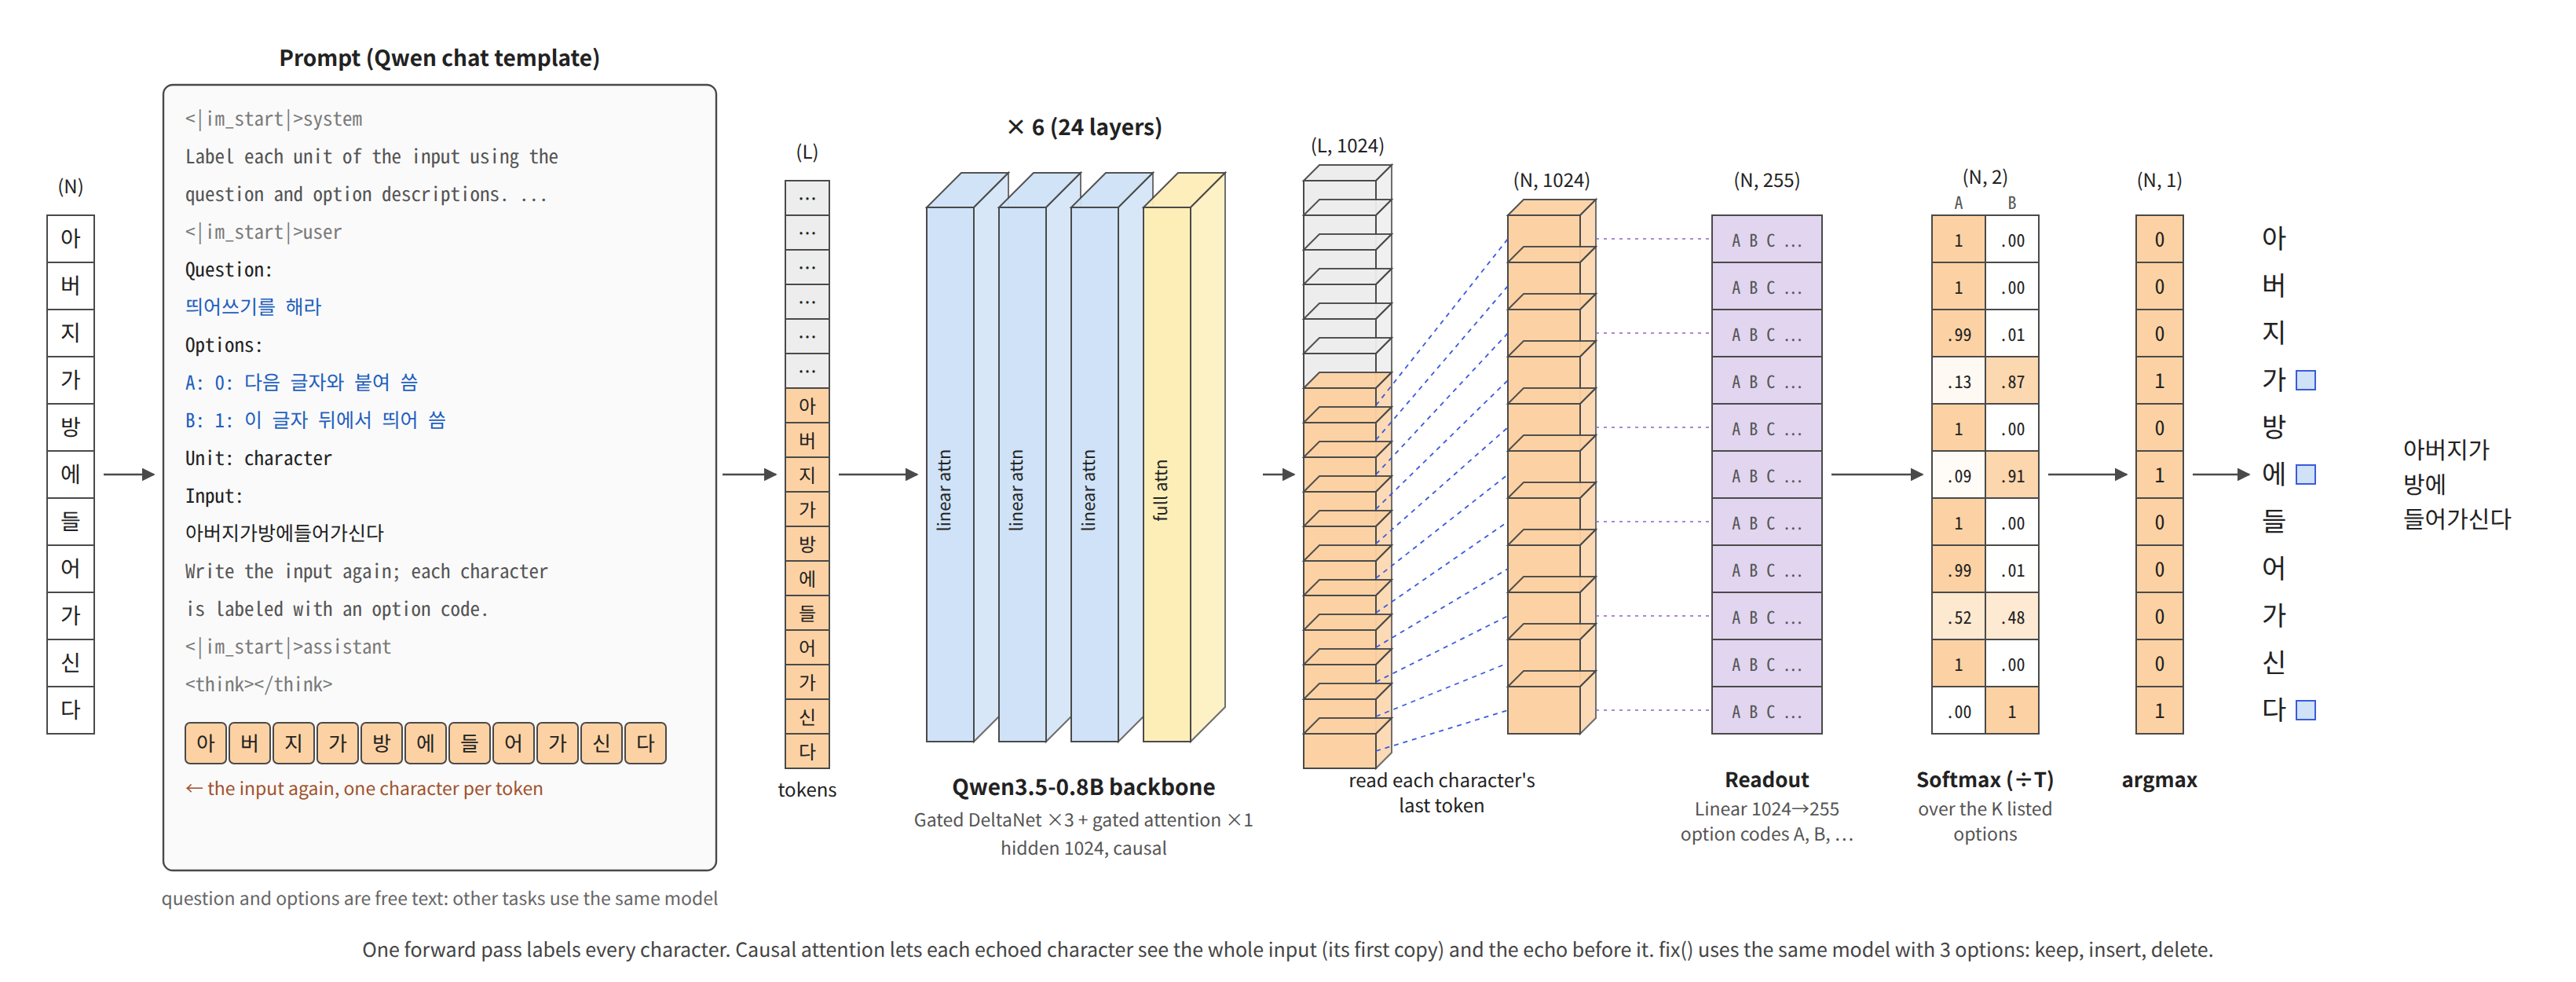 (N)
아
버
지
가
방
에
들
어
가
신
다
Prompt (Qwen chat template)
<|im_start|>system
Label each unit of the input using the
question and option descriptions. ...
<|im_start|>user
Question:
띄어쓰기를 해라
Options:
A: 0: 다음 글자와 붙여 씀
B: 1: 이 글자 뒤에서 띄어 씀
Unit: character
Input:
아버지가방에들어가신다
Write the input again; each character
is labeled with an option code.
<|im_start|>assistant
<think></think>
아 버 지 가 방 에 들 어 가 신 다
← the input again, one character per token
question and options are free text: other tasks use the same model
(L)
...
...
...
...
...
...
아
버
지
가
방
에
들
어
가
신
다
tokens
× 6 (24 layers)
linear attn
linear attn
linear attn
full attn
Qwen3.5-0.8B backbone
Gated DeltaNet ×3 + gated attention ×1
hidden 1024, causal
(L, 1024)
(N, 1024)
read each character's
last token
(N, 255)
A B C ...
A B C ...
A B C ...
A B C ...
A B C ...
A B C ...
A B C ...
A B C ...
A B C ...
A B C ...
A B C ...
Readout
Linear 1024→255
option codes A, B, ...
(N, 2)
A B
1 .00
1 .00
.99 .01
.13 .87
1 .00
.09 .91
1 .00
.99 .01
.52 .48
1 .00
.00 1
Softmax (÷T)
over the K listed
options
(N, 1)
0
0
0
1
0
1
0
0
0
0
1
argmax
아
버
지
가
방
에
들
어
가
신
다
아버지가
방에
들어가신다
One forward pass labels every character. Causal attention lets each echoed character see the whole input (its first copy) and the echo before it. fix() uses the same model with 3 options: keep, insert, delete.